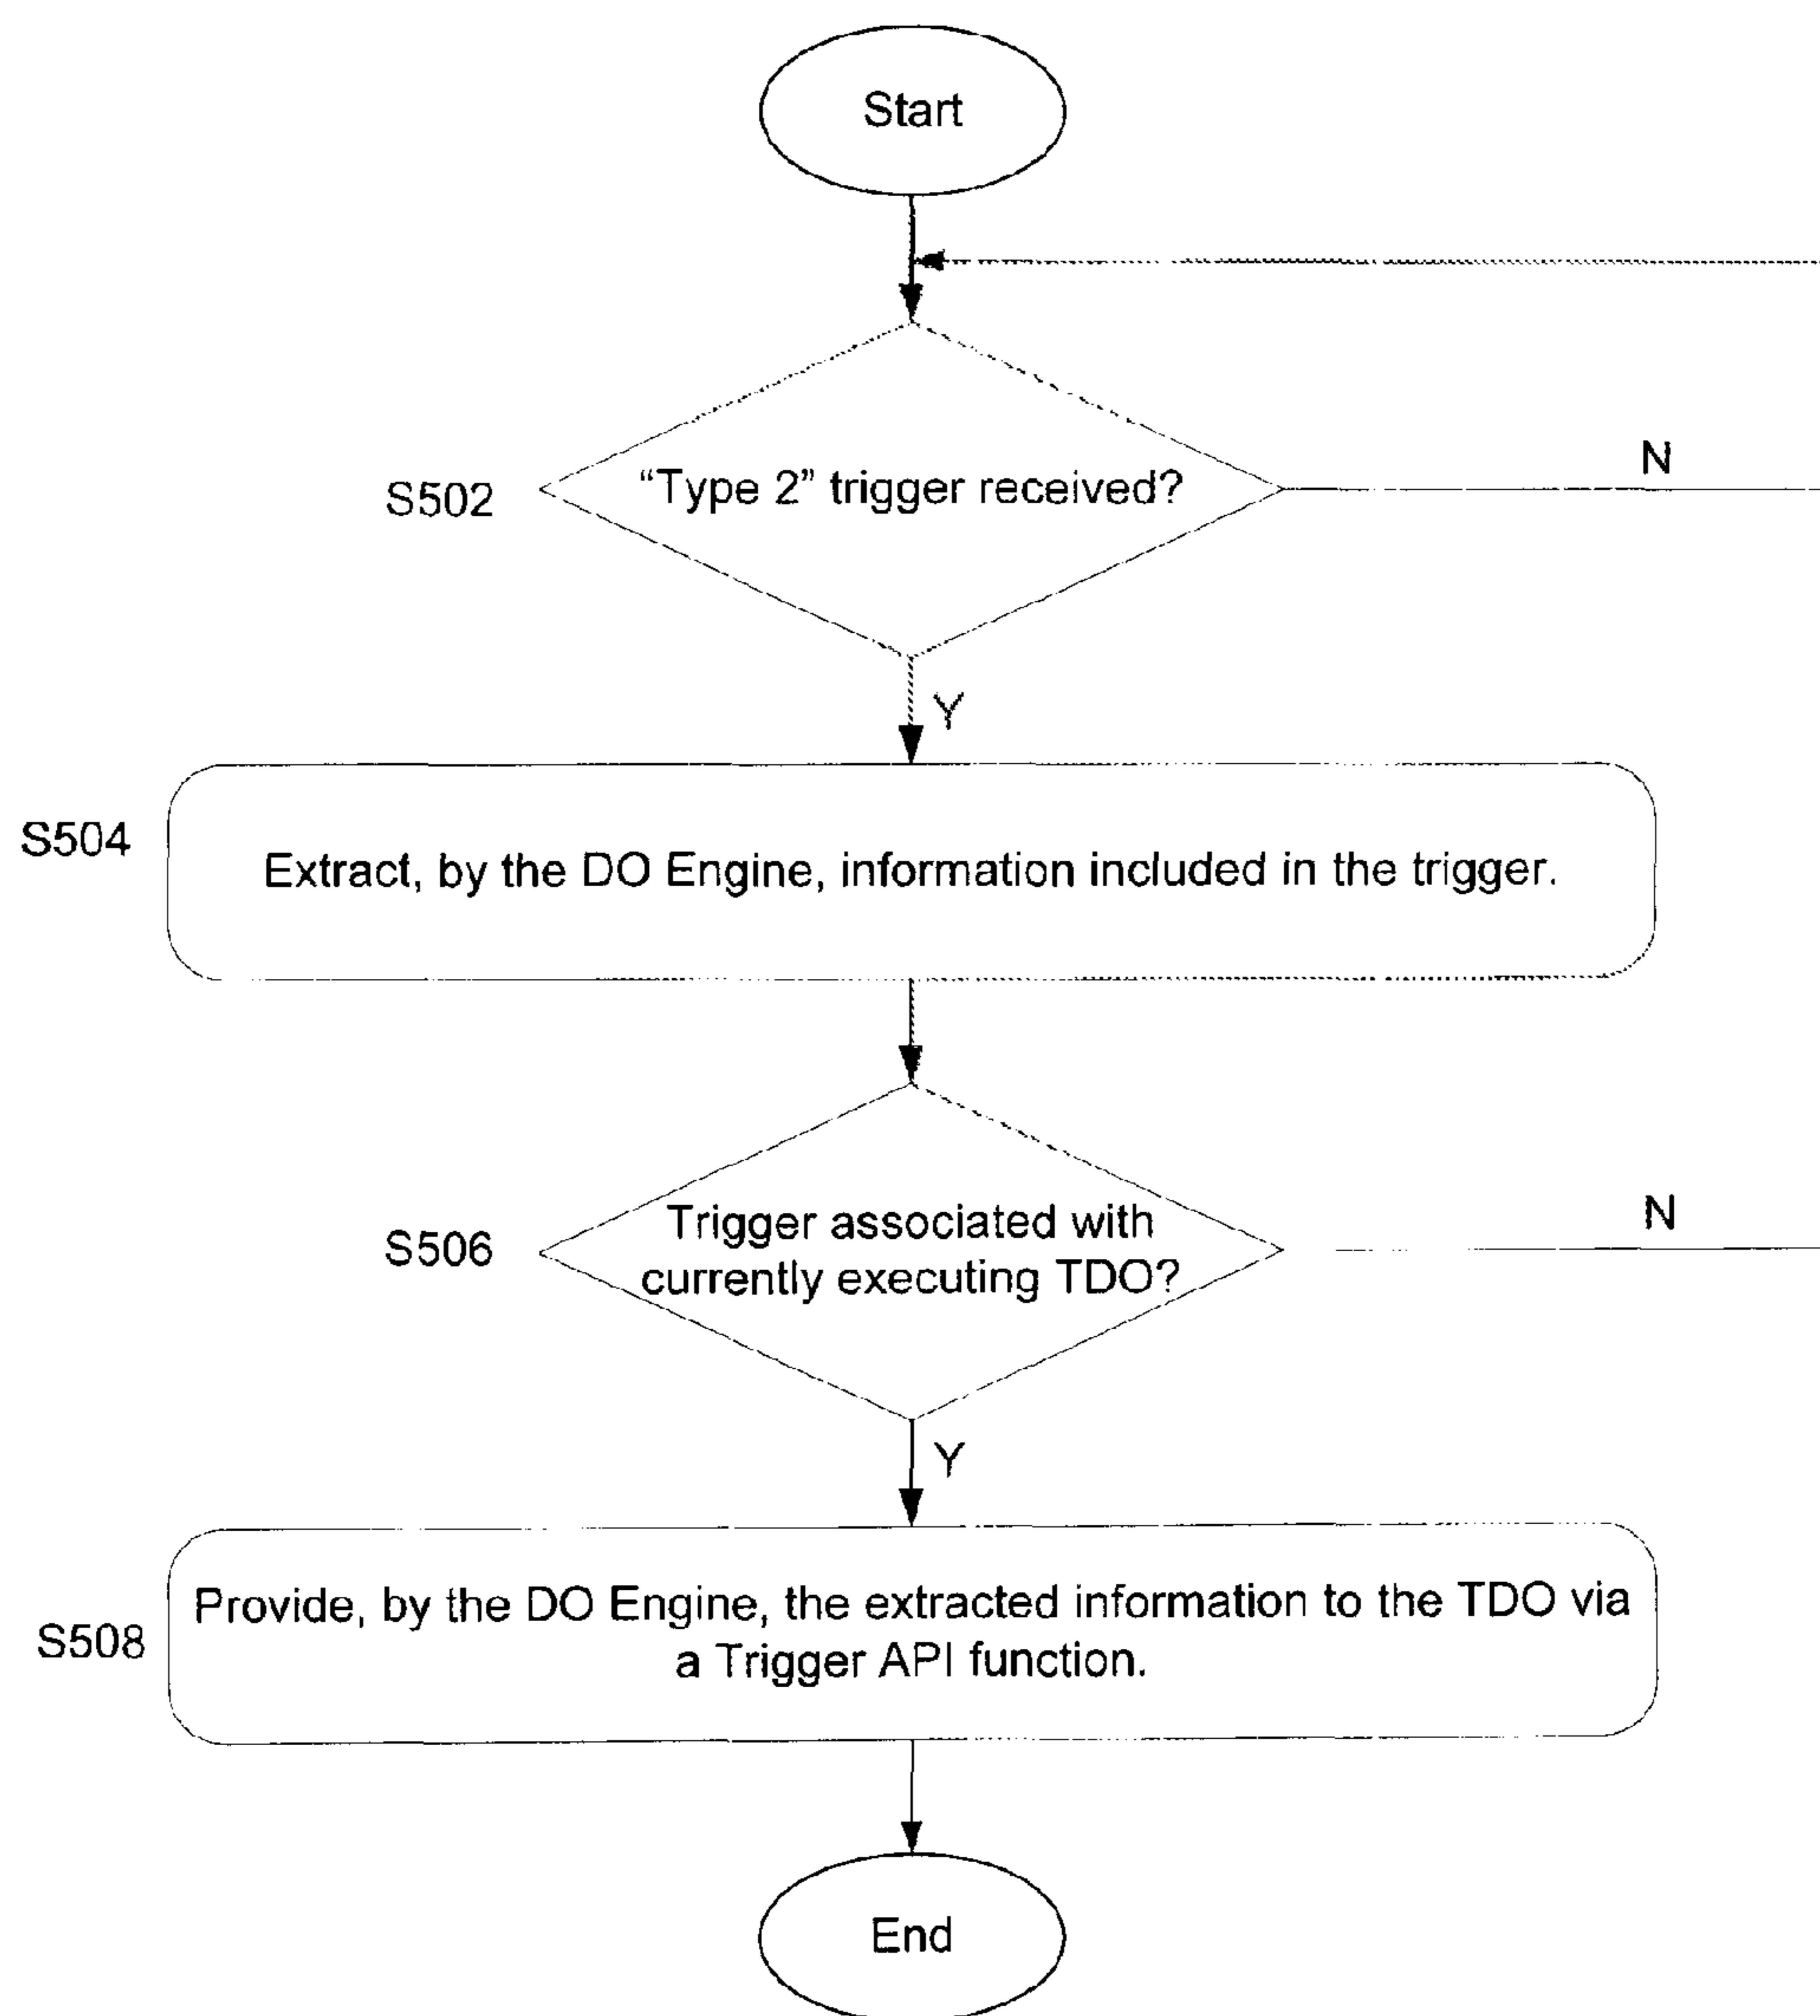 Start
S502
“Type 2” trigger received?
N
Y
S504
Extract, by the DO Engine, information included in the trigger.
S506
Trigger associated with
currently executing TDO?
N
Y
S508
Provide, by the DO Engine, the extracted information to the TDO via
a Trigger API function.
End